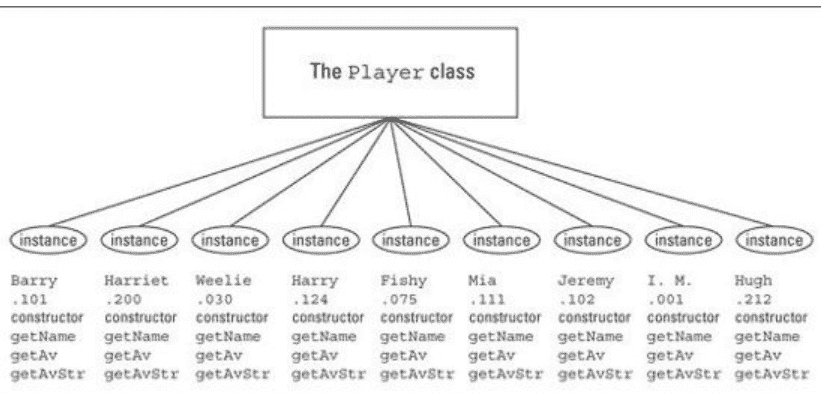 The Player class
instance instance instance instance instance instance instance instance instance
Barry Harriet Weelie Harry Fishy Mia Jeremy I. M. Hugh
.101 .200 .030 .124 .075 .111 .102 .001 .212
constructor constructor constructor constructor constructor constructor constructor constructor constructor
getName getName getName getName getName getName getName getName getName
getAv getAv getAv getAv getAv getAv getAv getAv getAv
getAvStr getAvStr getAvStr getAvStr getAvStr getAvStr getAvStr getAvStr getAvStr